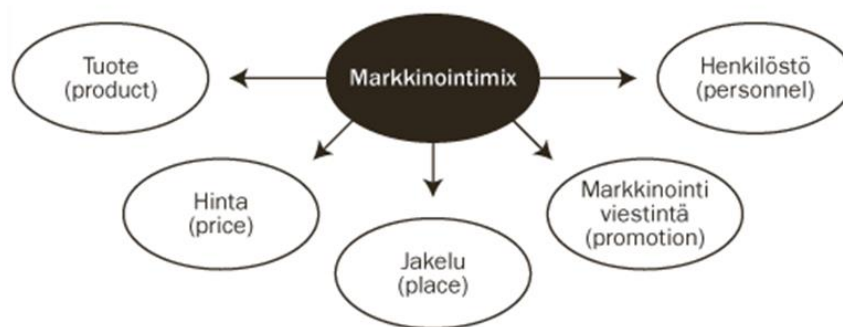 Markkinointimix
Tuote
(product)
Henkilöstö
(personnel)
Hinta
(price)
Markkinointi
viestintä
(promotion)
Jakelu
(place)